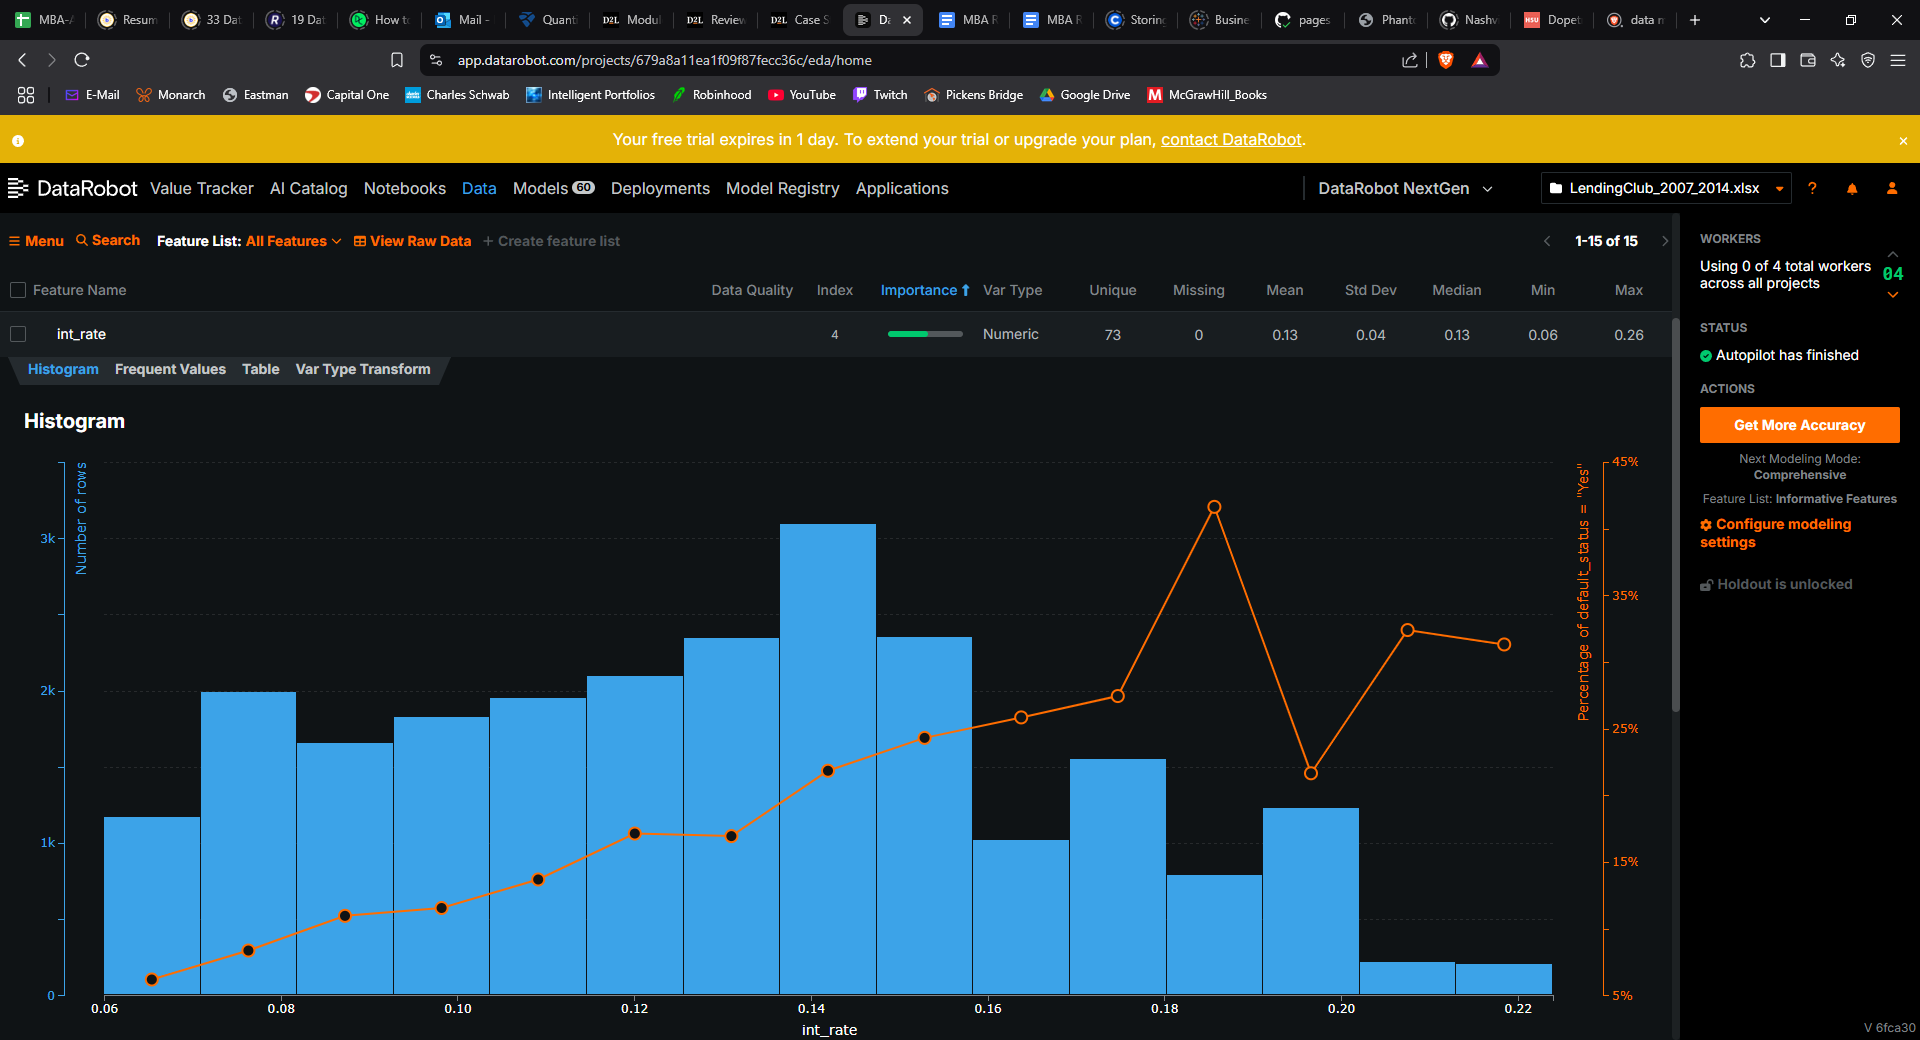 MBA-A
Resum
33 Dat
19 Dat
How to
Mail -
Quanti
D2L Modul
D2L Review
D2L Case S
Da
MBA R
MBA R
Storing
Busine
pages
Phanto
Nashv
HSU Dopet
data m
app.datarobot.com/projects/679a8a11ea1f09f87fecc36c/eda/home
E-Mail
Monarch
Eastman
Capital One
Charles Schwab
Intelligent Portfolios
Robinhood
YouTube
Twitch
Pickens Bridge
Google Drive
M McGrawHill_Books
Your free trial expires in 1 day. To extend your trial or upgrade your plan, contact DataRobot.
DataRobot
Value Tracker
AI Catalog
Notebooks
Data
Models 60
Deployments
Model Registry
Applications
DataRobot NextGen
LendingClub_2007_2014.xlsx
?
Menu
Search
Feature List: All Features
View Raw Data
+ Create feature list
1-15 of 15
Feature Name
Data Quality
Index
Importance
Var Type
Unique
Missing
Mean
Std Dev
Median
Min
Max
int_rate
4
Numeric
73
0
0.13
0.04
0.13
0.06
0.26
Histogram
Frequent Values
Table
Var Type Transform
Histogram
Number of rows
3k
2k
1k
0
0.06
0.08
0.10
0.12
0.14
0.16
0.18
0.20
0.22
int_rate
Percentage of default_status = "Yes"
45%
35%
25%
15%
5%
WORKERS
Using 0 of 4 total workers
across all projects
04
STATUS
Autopilot has finished
ACTIONS
Get More Accuracy
Next Modeling Mode:
Comprehensive
Feature List: Informative Features
Configure modeling
settings
Holdout is unlocked
V 6fca30